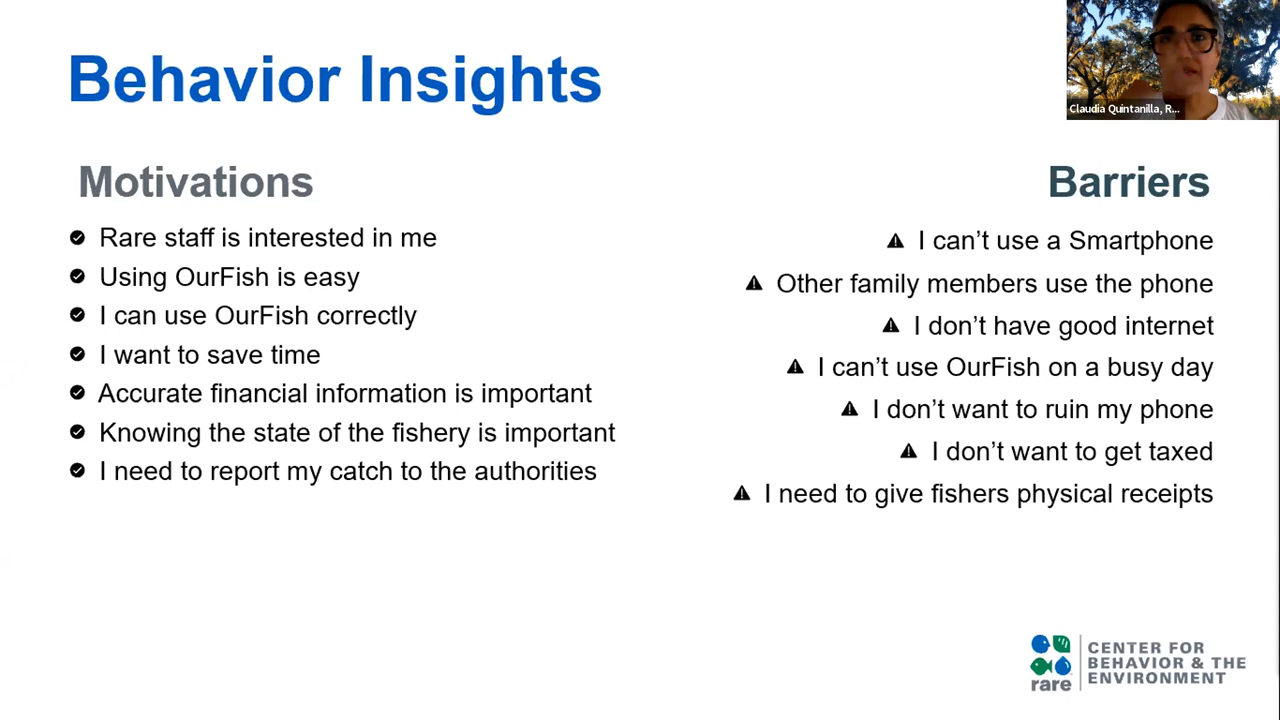 Behavior Insights
Claudia Quintanilla, R...
Motivations
Rare staff is interested in me
Using OurFish is easy
I can use OurFish correctly
I want to save time
Accurate financial information is important
Knowing the state of the fishery is important
I need to report my catch to the authorities
Barriers
I can’t use a Smartphone
Other family members use the phone
I don’t have good internet
I can’t use OurFish on a busy day
I don’t want to ruin my phone
I don’t want to get taxed
I need to give fishers physical receipts
rare
CENTER FOR
BEHAVIOR & THE
ENVIRONMENT